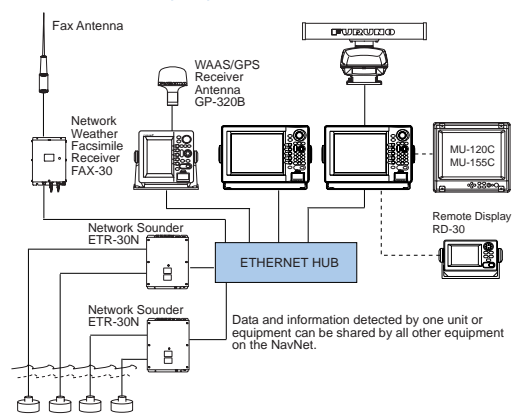 Fax Antenna
FURUNO
WAAS/GPS
Receiver
Antenna
GP-320B
Network
Weather
Facsimile
Receiver
FAX-30
MU-120C
MU-155C
Remote Display
RD-30
Network Sounder
ETR-30N
ETHERNET HUB
Network Sounder
ETR-30N
Data and information detected by one unit or
equipment can be shared by all other equipment
on the NavNet.